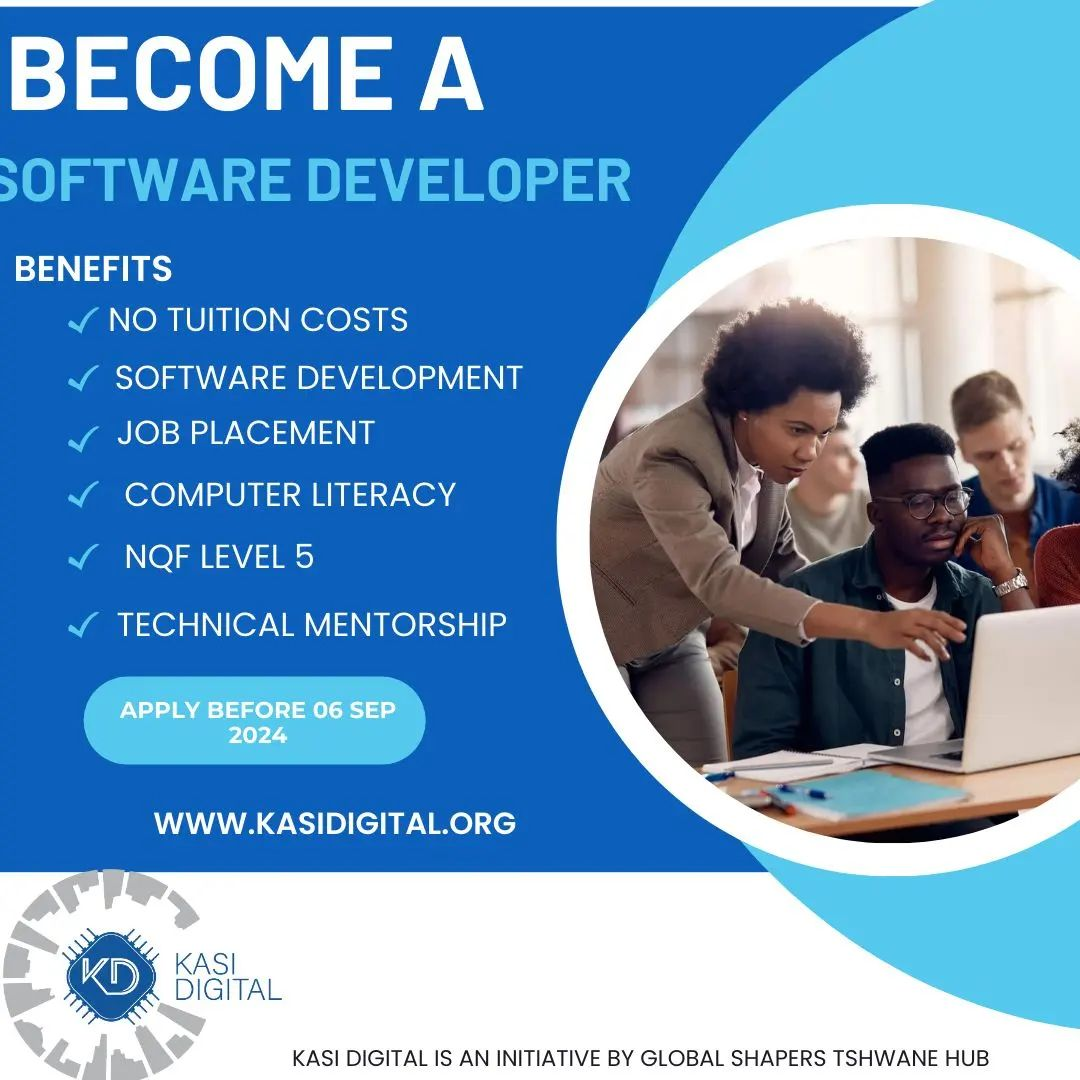 BECOME A
SOFTWARE DEVELOPER
BENEFITS
NO TUITION COSTS
SOFTWARE DEVELOPMENT
JOB PLACEMENT
COMPUTER LITERACY
NQF LEVEL 5
TECHNICAL MENTORSHIP
APPLY BEFORE 06 SEP
2024
WWW.KASIDIGITAL.ORG
KD
KASI
DIGITAL
KASI DIGITAL IS AN INITIATIVE BY GLOBAL SHAPERS TSHWANE HUB